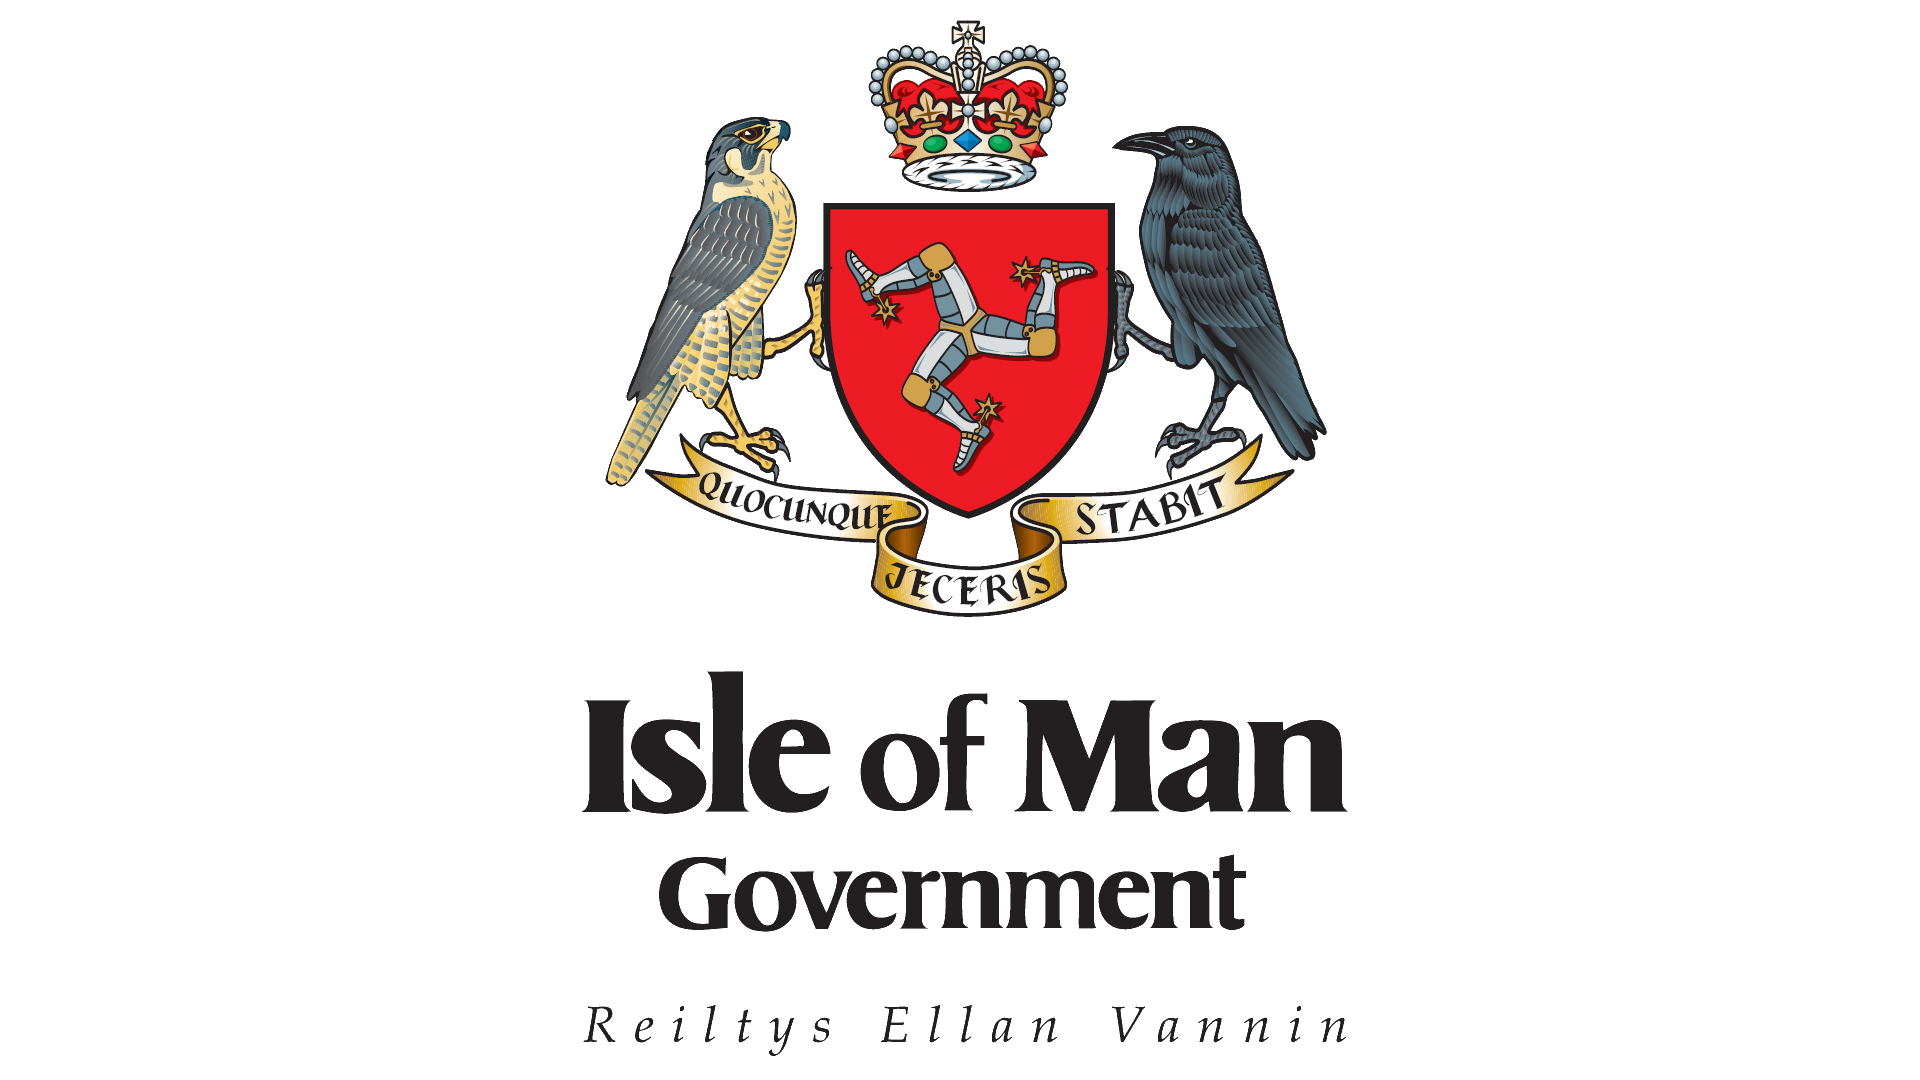 QUOCUNQUE
JECERIS
STABIT
Isle of Man
Government
Reiltys Ellan Vannin